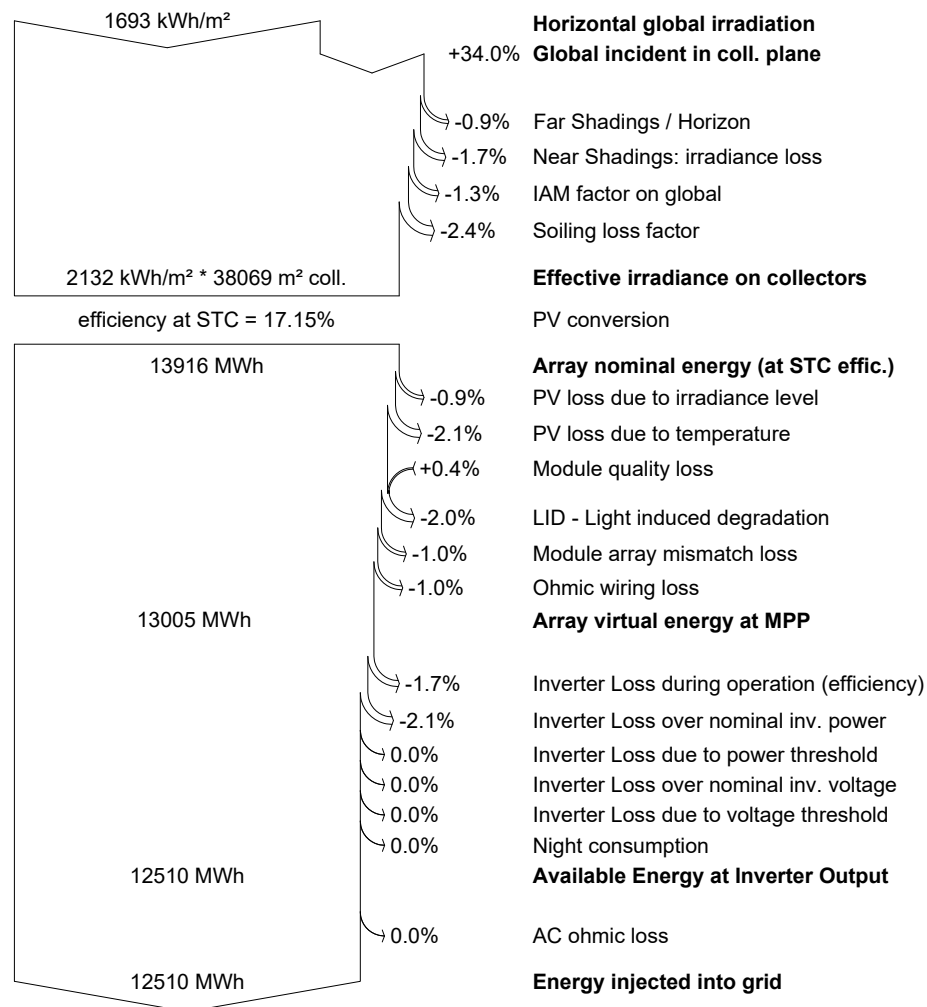 1693 kWh/m² Horizontal global irradiation
+34.0% Global incident in coll. plane
-0.9% Far Shadings / Horizon
-1.7% Near Shadings: irradiance loss
-1.3% IAM factor on global
-2.4% Soiling loss factor
2132 kWh/m² * 38069 m² coll. Effective irradiance on collectors
efficiency at STC = 17.15% PV conversion
13916 MWh Array nominal energy (at STC effic.)
-0.9% PV loss due to irradiance level
-2.1% PV loss due to temperature
+0.4% Module quality loss
-2.0% LID - Light induced degradation
-1.0% Module array mismatch loss
-1.0% Ohmic wiring loss
13005 MWh Array virtual energy at MPP
-1.7% Inverter Loss during operation (efficiency)
-2.1% Inverter Loss over nominal inv. power
0.0% Inverter Loss due to power threshold
0.0% Inverter Loss over nominal inv. voltage
0.0% Inverter Loss due to voltage threshold
0.0% Night consumption
12510 MWh Available Energy at Inverter Output
0.0% AC ohmic loss
12510 MWh Energy injected into grid